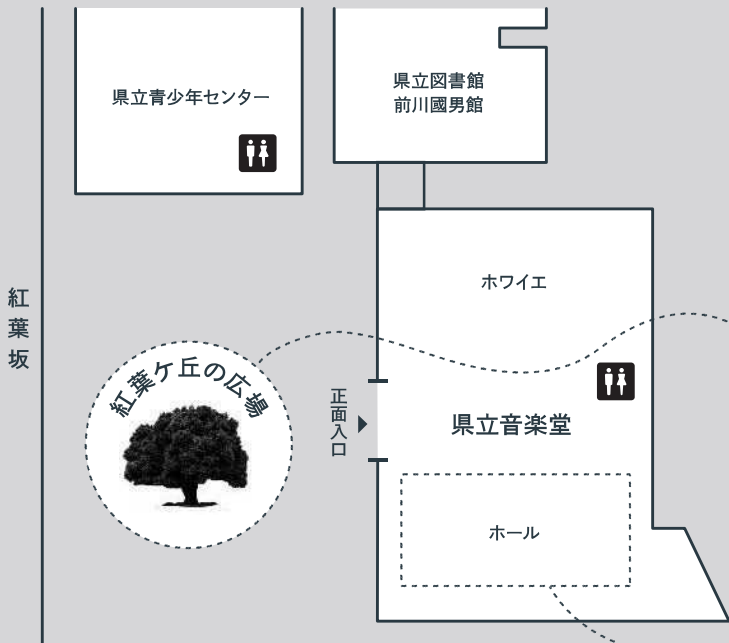 県立青少年センター
県立図書館
前川國男館
ホワイエ
紅葉坂
紅葉ケ丘の広場
正面入口
県立音楽堂
ホール